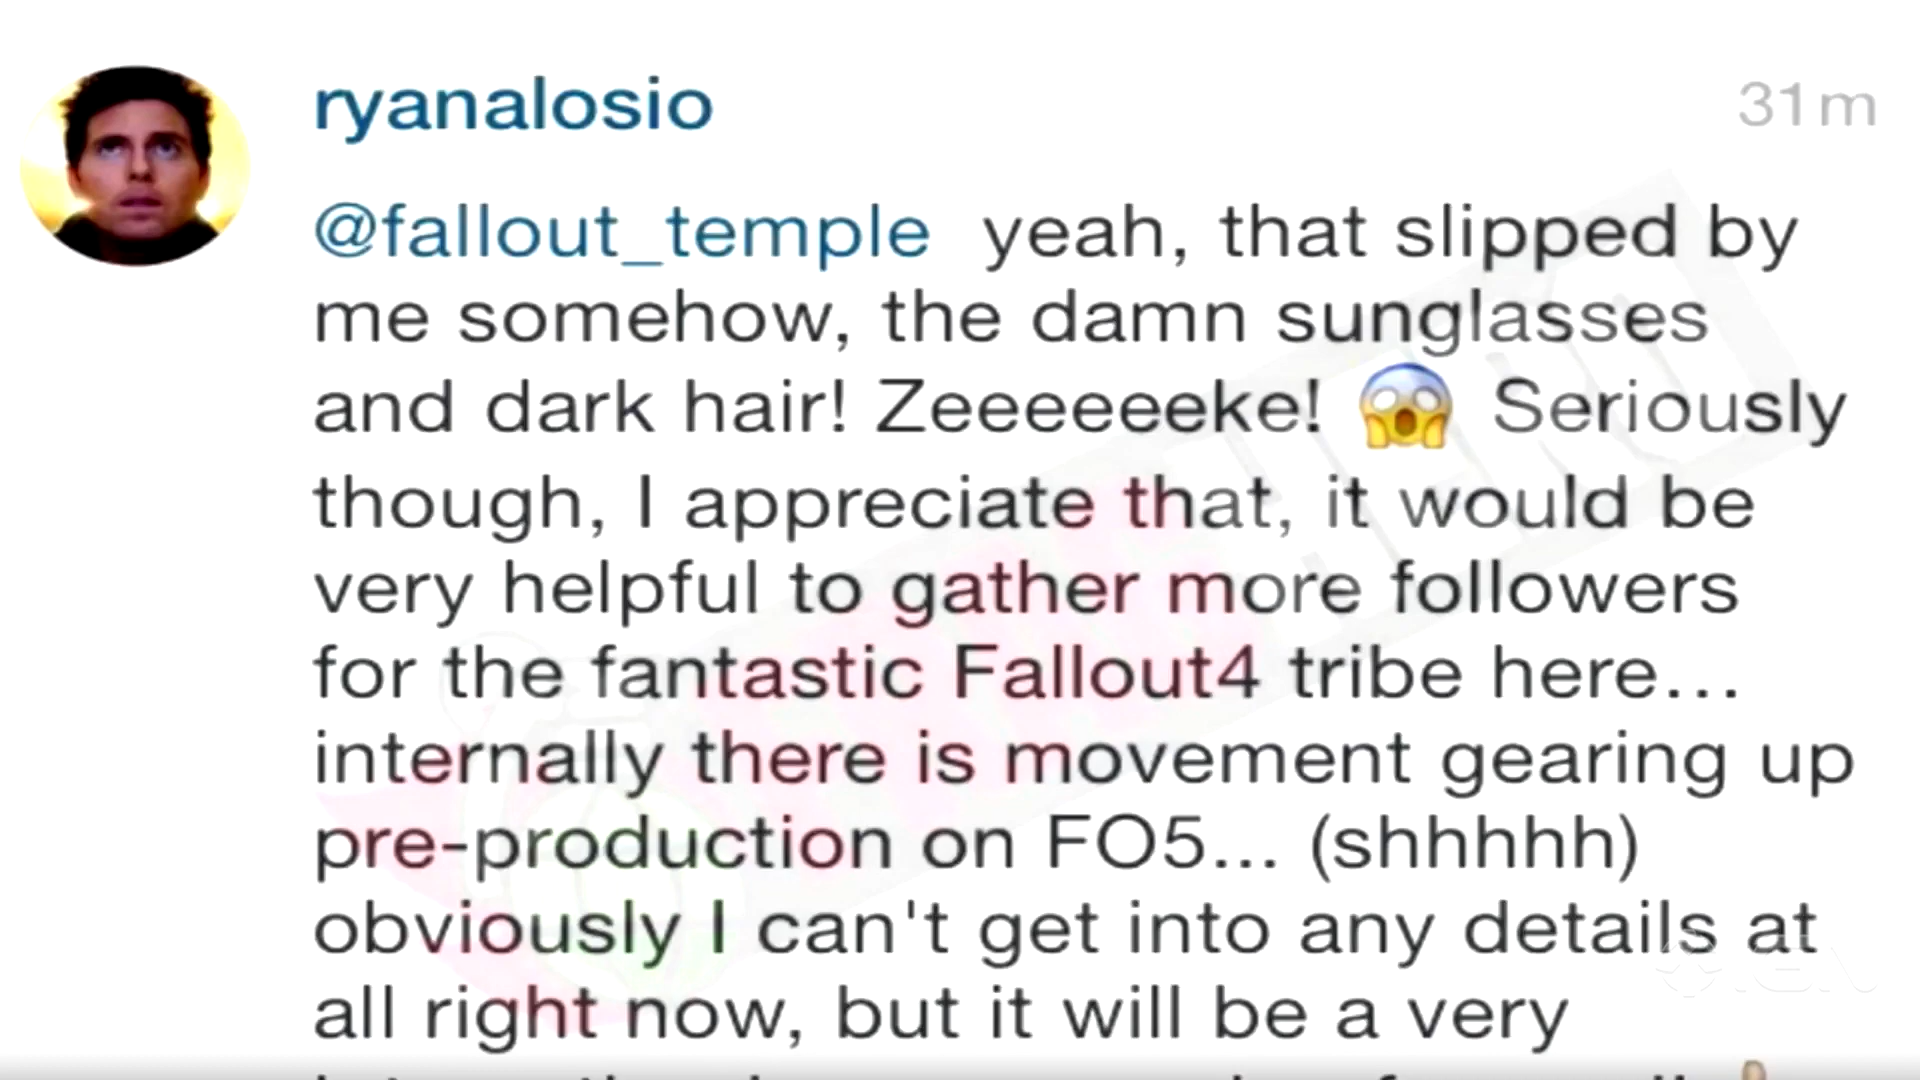 ryanalosio
31m
@fallout_temple yeah, that slipped by
me somehow, the damn sunglasses
and dark hair! Zeeeeeeke! 😱 Seriously
though, I appreciate that, it would be
very helpful to gather more followers
for the fantastic Fallout4 tribe here...
internally there is movement gearing up
pre-production on FO5... (shhhhh)
obviously I can't get into any details at
all right now, but it will be a very
IGN